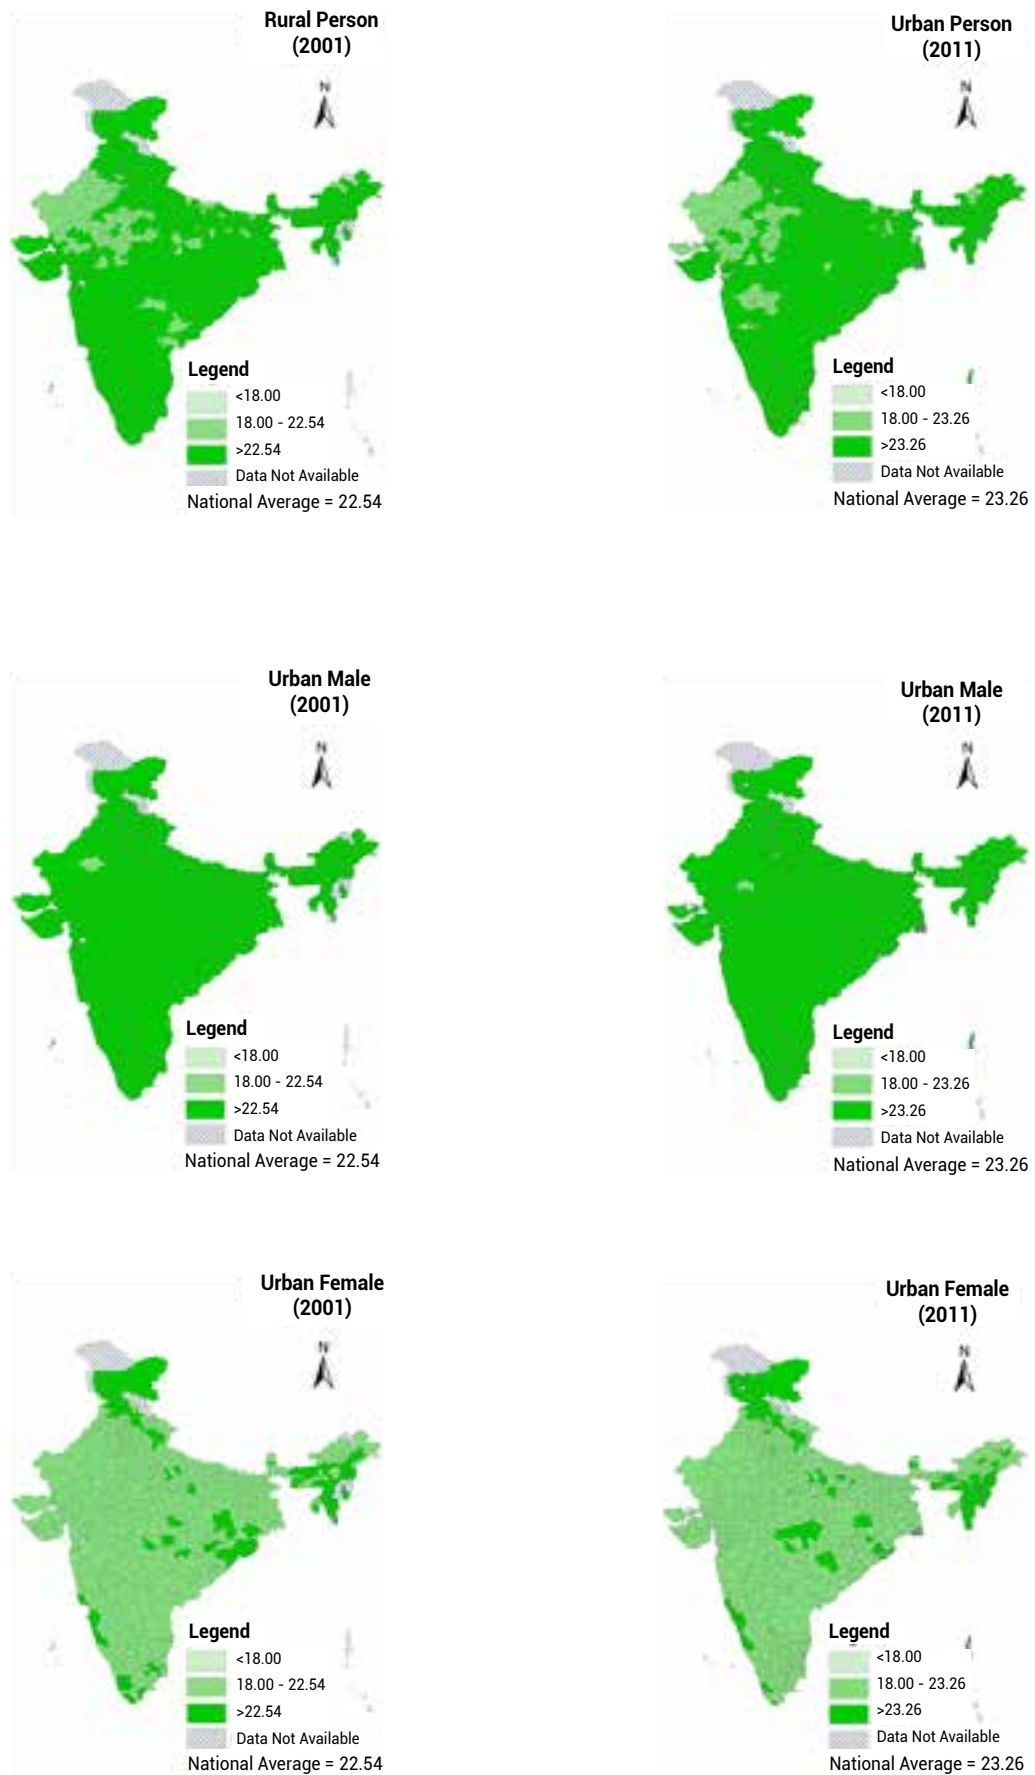 Rural Person
(2001)
N
Legend
<18.00
18.00 - 22.54
>22.54
Data Not Available
National Average = 22.54
Urban Person
(2011)
N
Legend
<18.00
18.00 - 23.26
>23.26
Data Not Available
National Average = 23.26
Urban Male
(2001)
N
Legend
<18.00
18.00 - 22.54
>22.54
Data Not Available
National Average = 22.54
Urban Male
(2011)
N
Legend
<18.00
18.00 - 23.26
>23.26
Data Not Available
National Average = 23.26
Urban Female
(2001)
N
Legend
<18.00
18.00 - 22.54
>22.54
Data Not Available
National Average = 22.54
Urban Female
(2011)
N
Legend
<18.00
18.00 - 23.26
>23.26
Data Not Available
National Average = 23.26